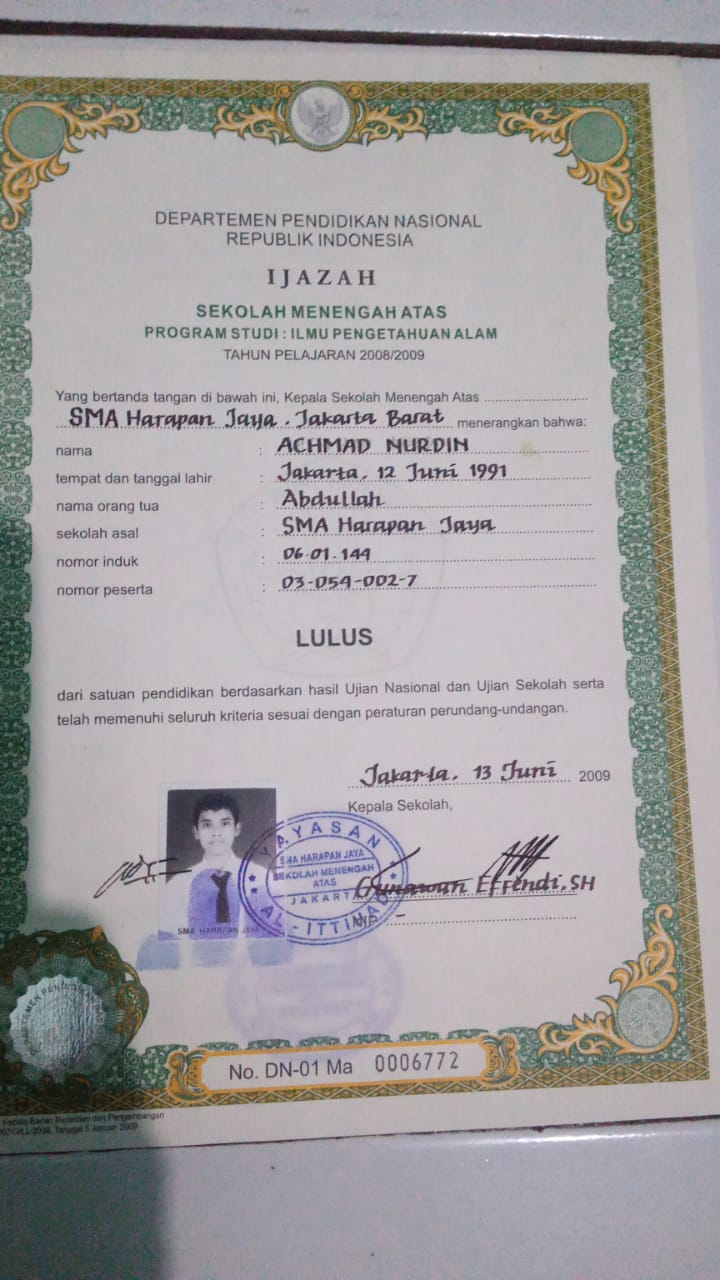 DEPARTEMEN PENDIDIKAN NASIONAL
REPUBLIK INDONESIA
IJAZAH
SEKOLAH MENENGAH ATAS
PROGRAM STUDI : ILMU PENGETAHUAN ALAM
TAHUN PELAJARAN 2008/2009
Yang bertanda tangan di bawah ini, Kepala Sekolah Menengah Atas
SMA Harapan Jaya . Jakarta Barat menerangkan bahwa:
nama : ACHMAD NURDIN
tempat dan tanggal lahir : Jakarta, 12 Juni 1991
nama orang tua : Abdullah
sekolah asal : SMA Harapan Jaya
nomor induk : 06.01.144
nomor peserta : 03-054-002-7
LULUS
dari satuan pendidikan berdasarkan hasil Ujian Nasional dan Ujian Sekolah serta
telah memenuhi seluruh kriteria sesuai dengan peraturan perundang-undangan.
Jakarta, 13 Juni 2009
Kepala Sekolah,
YAYASAN
SMA HARAPAN JAYA
SEKOLAH MENENGAH
ATAS
JAKARTA
AL - ITTIHAD
Gunawan Effendi, SH
NIP -
SMA HARAPAN JAYA
No. DN-01 Ma 0006772
Kepala Badan Penelitian dan Pengembangan
2009, Tanggal 5 Januari 2009